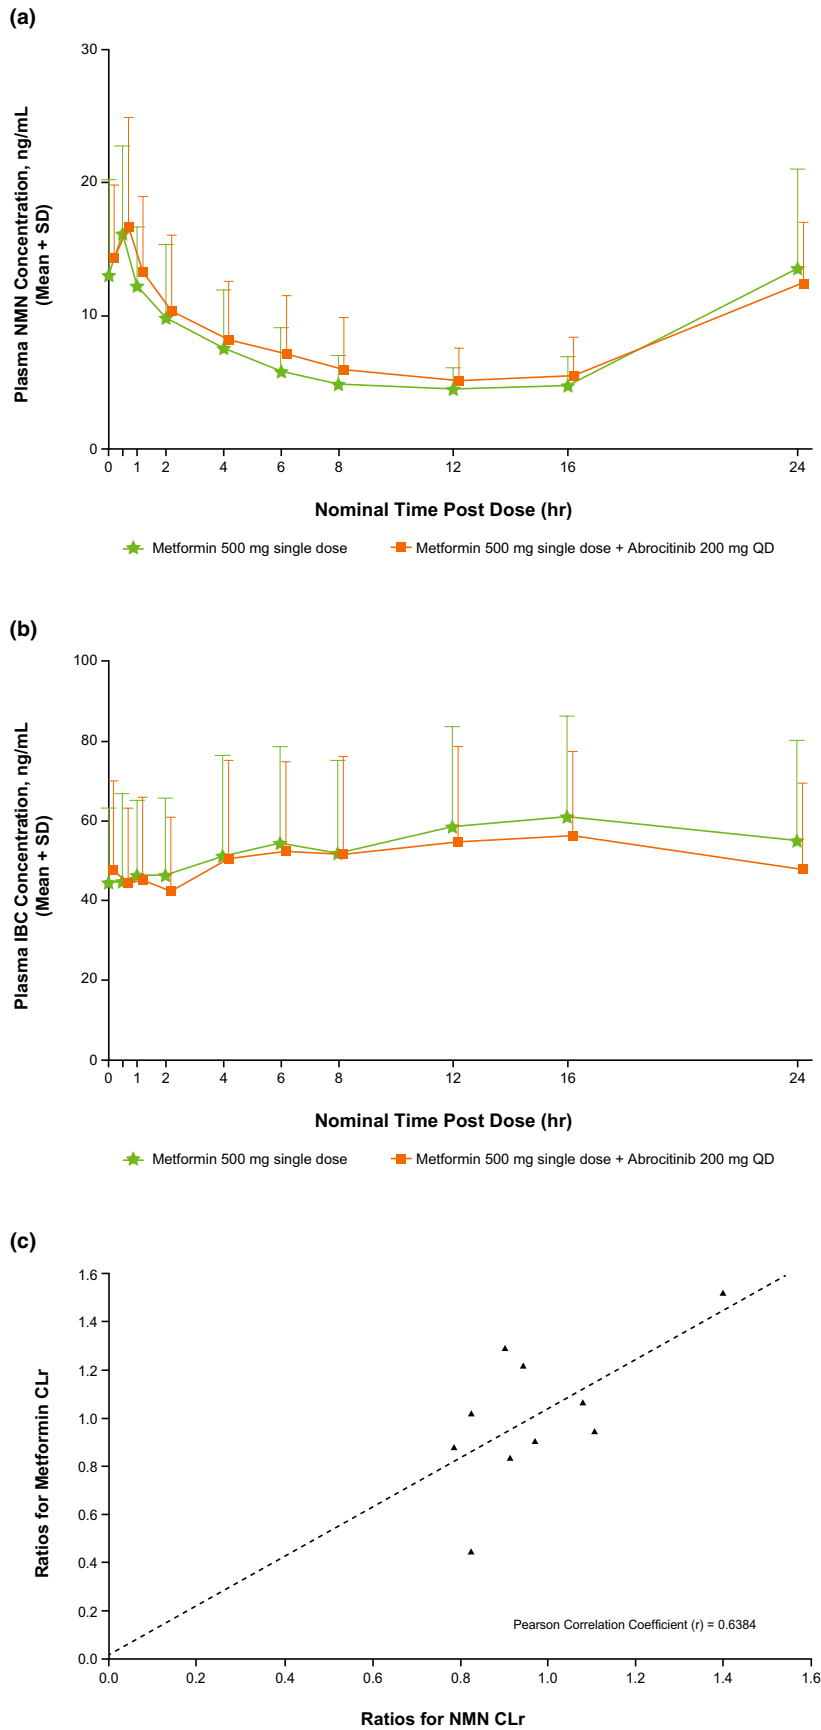 (a)
30
20
10
0
Plasma NMN Concentration, ng/mL
(Mean + SD)
0 1 2 4 6 8 12 16 24
Nominal Time Post Dose (hr)
Metformin 500 mg single dose Metformin 500 mg single dose + Abrocitinib 200 mg QD
(b)
100
80
60
40
20
0
Plasma IBC Concentration, ng/mL
(Mean + SD)
0 1 2 4 6 8 12 16 24
Nominal Time Post Dose (hr)
Metformin 500 mg single dose Metformin 500 mg single dose + Abrocitinib 200 mg QD
(c)
1.6
1.4
1.2
1.0
0.8
0.6
0.4
0.2
0.0
Ratios for Metformin CLr
Pearson Correlation Coefficient (r) = 0.6384
0.0 0.2 0.4 0.6 0.8 1.0 1.2 1.4 1.6
Ratios for NMN CLr